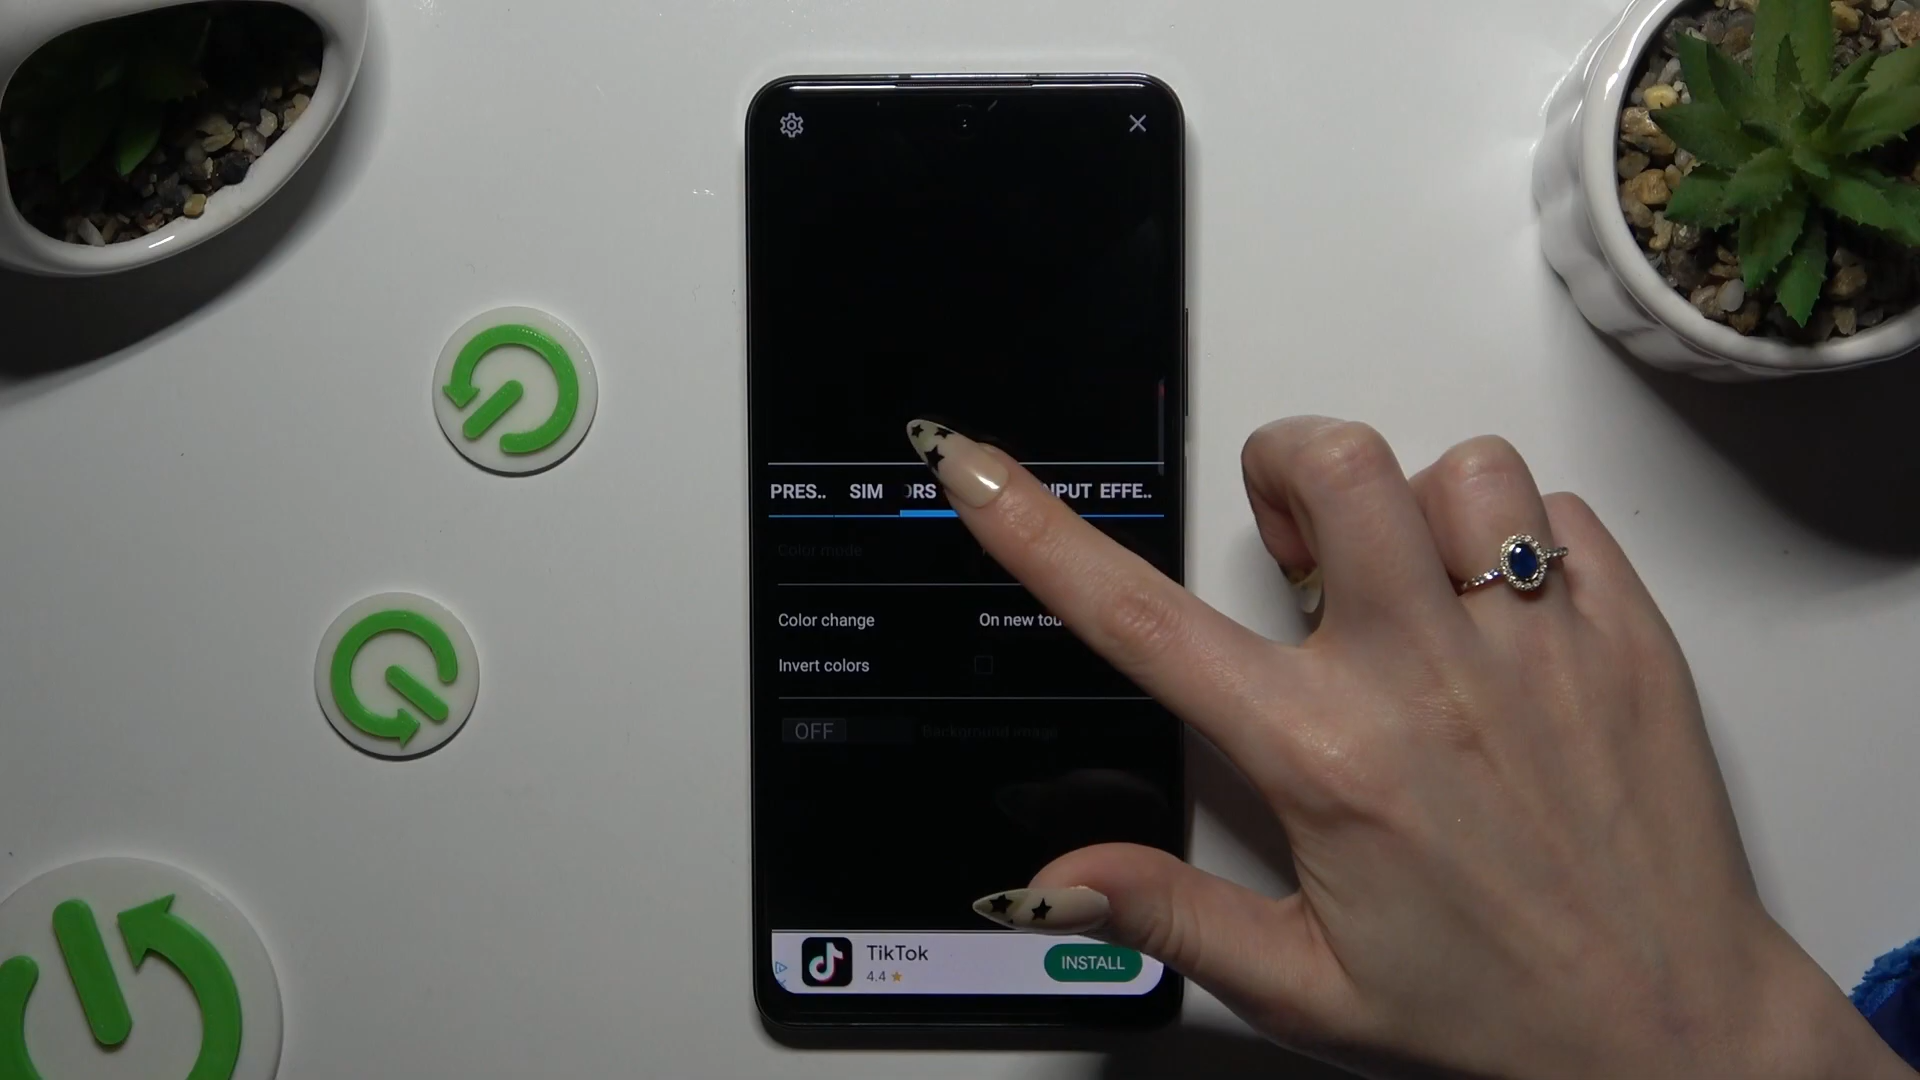 PRES.. SIM ORS INPUT EFFE..
Color mode
Color change On new tou
Invert colors
OFF Background image
TikTok
4.4 ★
INSTALL